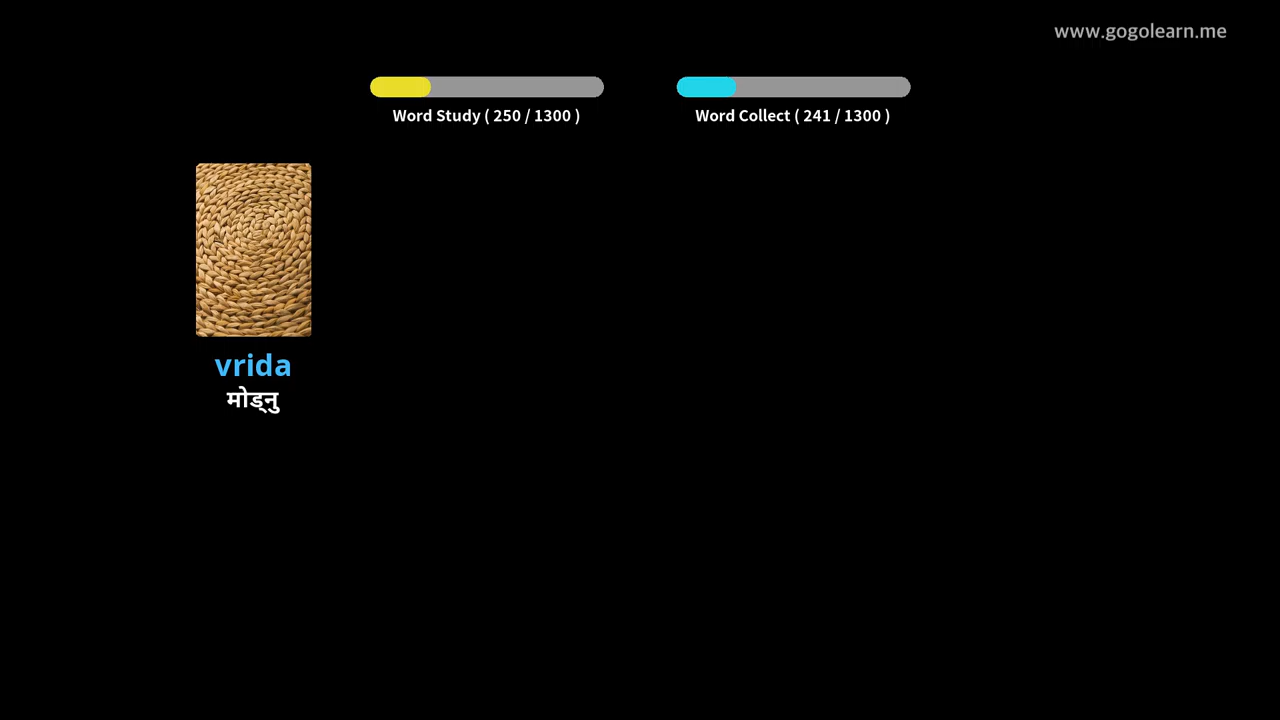 www.gogolearn.me
Word Study ( 250 / 1300 )
Word Collect ( 241 / 1300 )
vrida
मोड्नु